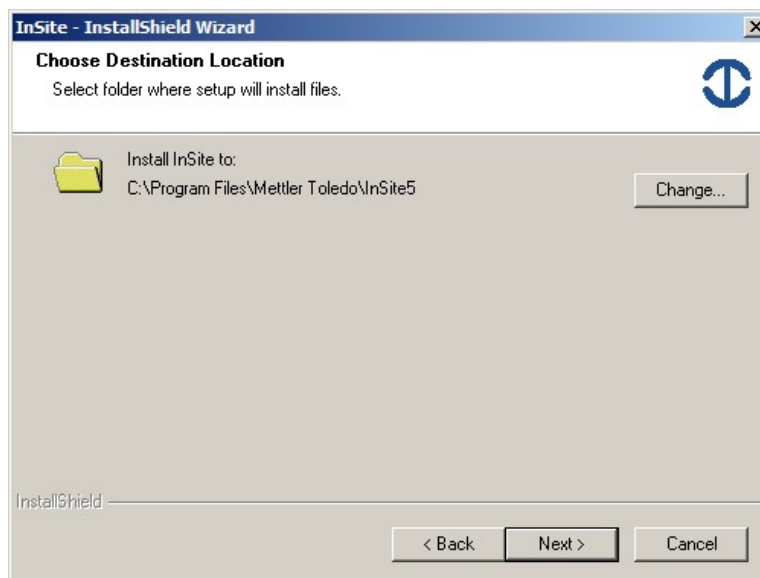 InSite - InstallShield Wizard
Choose Destination Location
Select folder where setup will install files.
Install InSite to:
C:\Program Files\Mettler Toledo\InSite5
Change...
InstallShield
< Back
Next >
Cancel